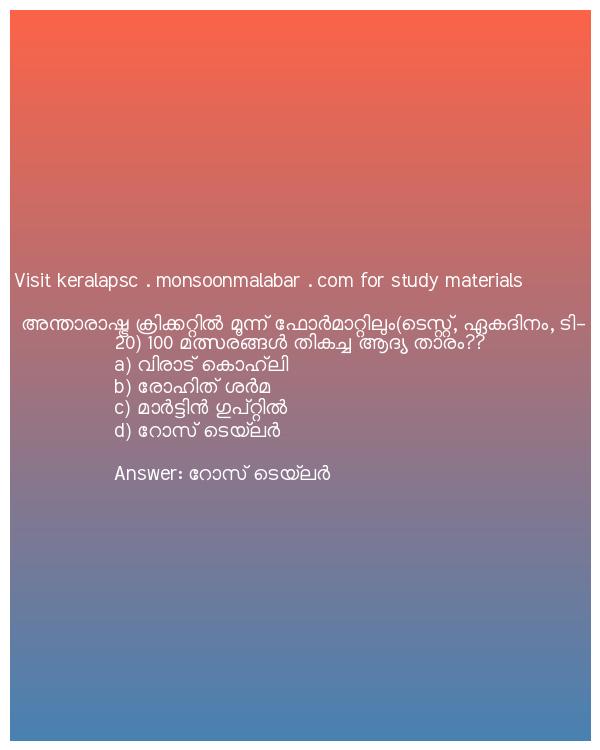 Visit keralapsc . monsoonmalabar . com for study materials
അന്താരാഷ്ട്ര ക്രിക്കറ്റിൽ മൂന്ന് ഫോർമാറ്റിലും(ടെസ്റ്റ്, ഏകദിനം, ടി-
20) 100 മത്സരങ്ങൾ തികച്ച ആദ്യ താരം??
a) വിരാട് കൊഹ്‌ലി
b) രോഹിത് ശർമ
c) മാർട്ടിൻ ഗുപ്റ്റിൽ
d) റോസ് ടെയ്‌ലർ
Answer: റോസ് ടെയ്‌ലർ